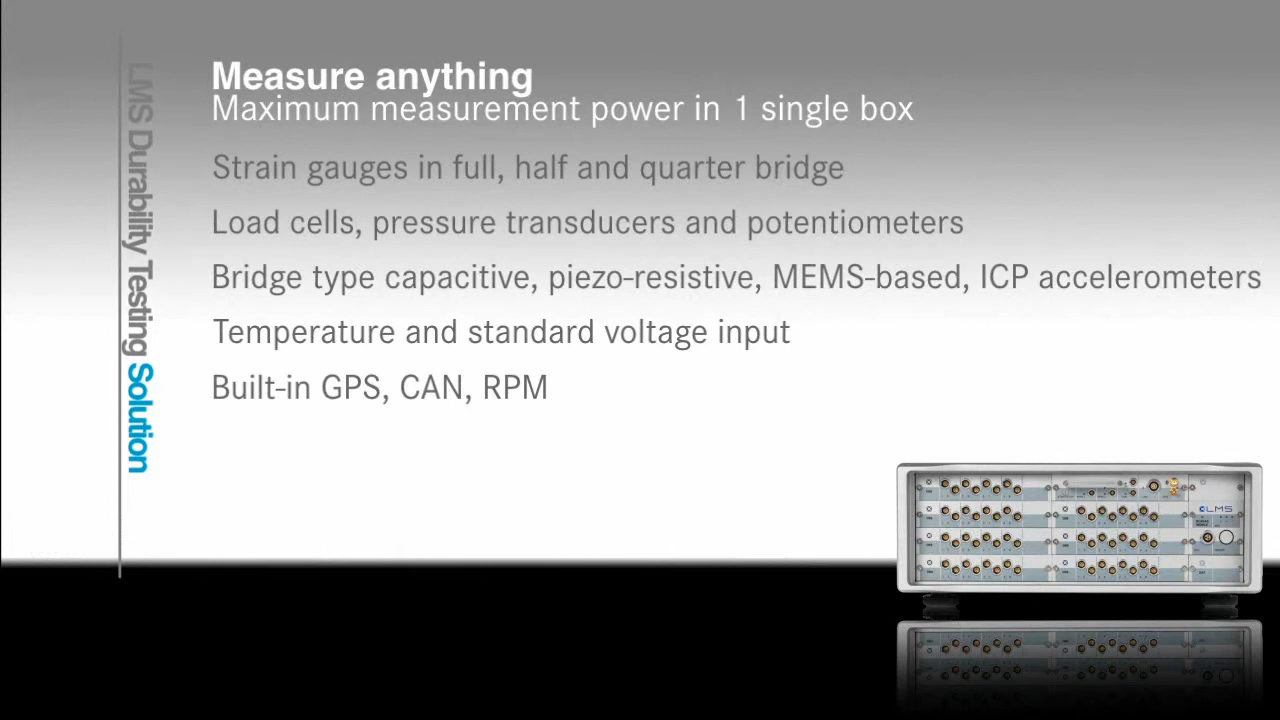 Measure anything
Maximum measurement power in 1 single box
Strain gauges in full, half and quarter bridge
Load cells, pressure transducers and potentiometers
Bridge type capacitive, piezo-resistive, MEMS-based, ICP accelerometers
Temperature and standard voltage input
Built-in GPS, CAN, RPM
LMS Durability Testing Solution
LMS